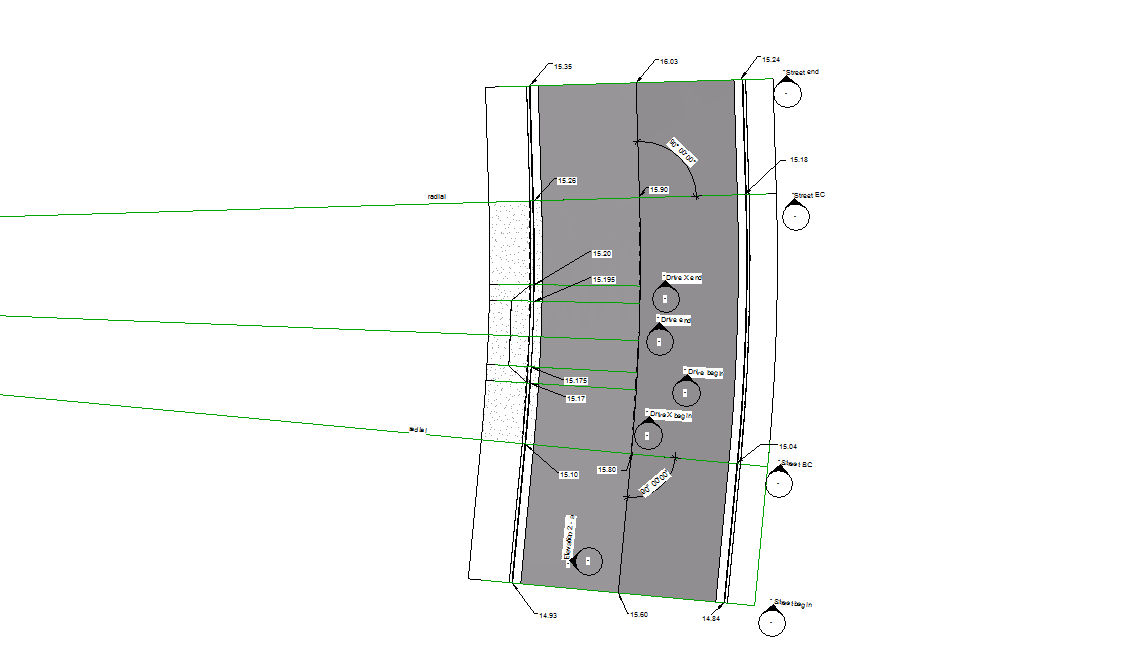 15.35
16.03
15.24
Street end
90° 00'00"
15.18
radial
15.26
15.90
Street EC
15.20
15.195
Drive X end
Drive end
15.175
Drive begin
15.17
Drive X begin
radial
15.04
15.10
15.80
Street BC
90° 00'00"
Elevation 2 - a
14.93
15.60
14.84
Street begin